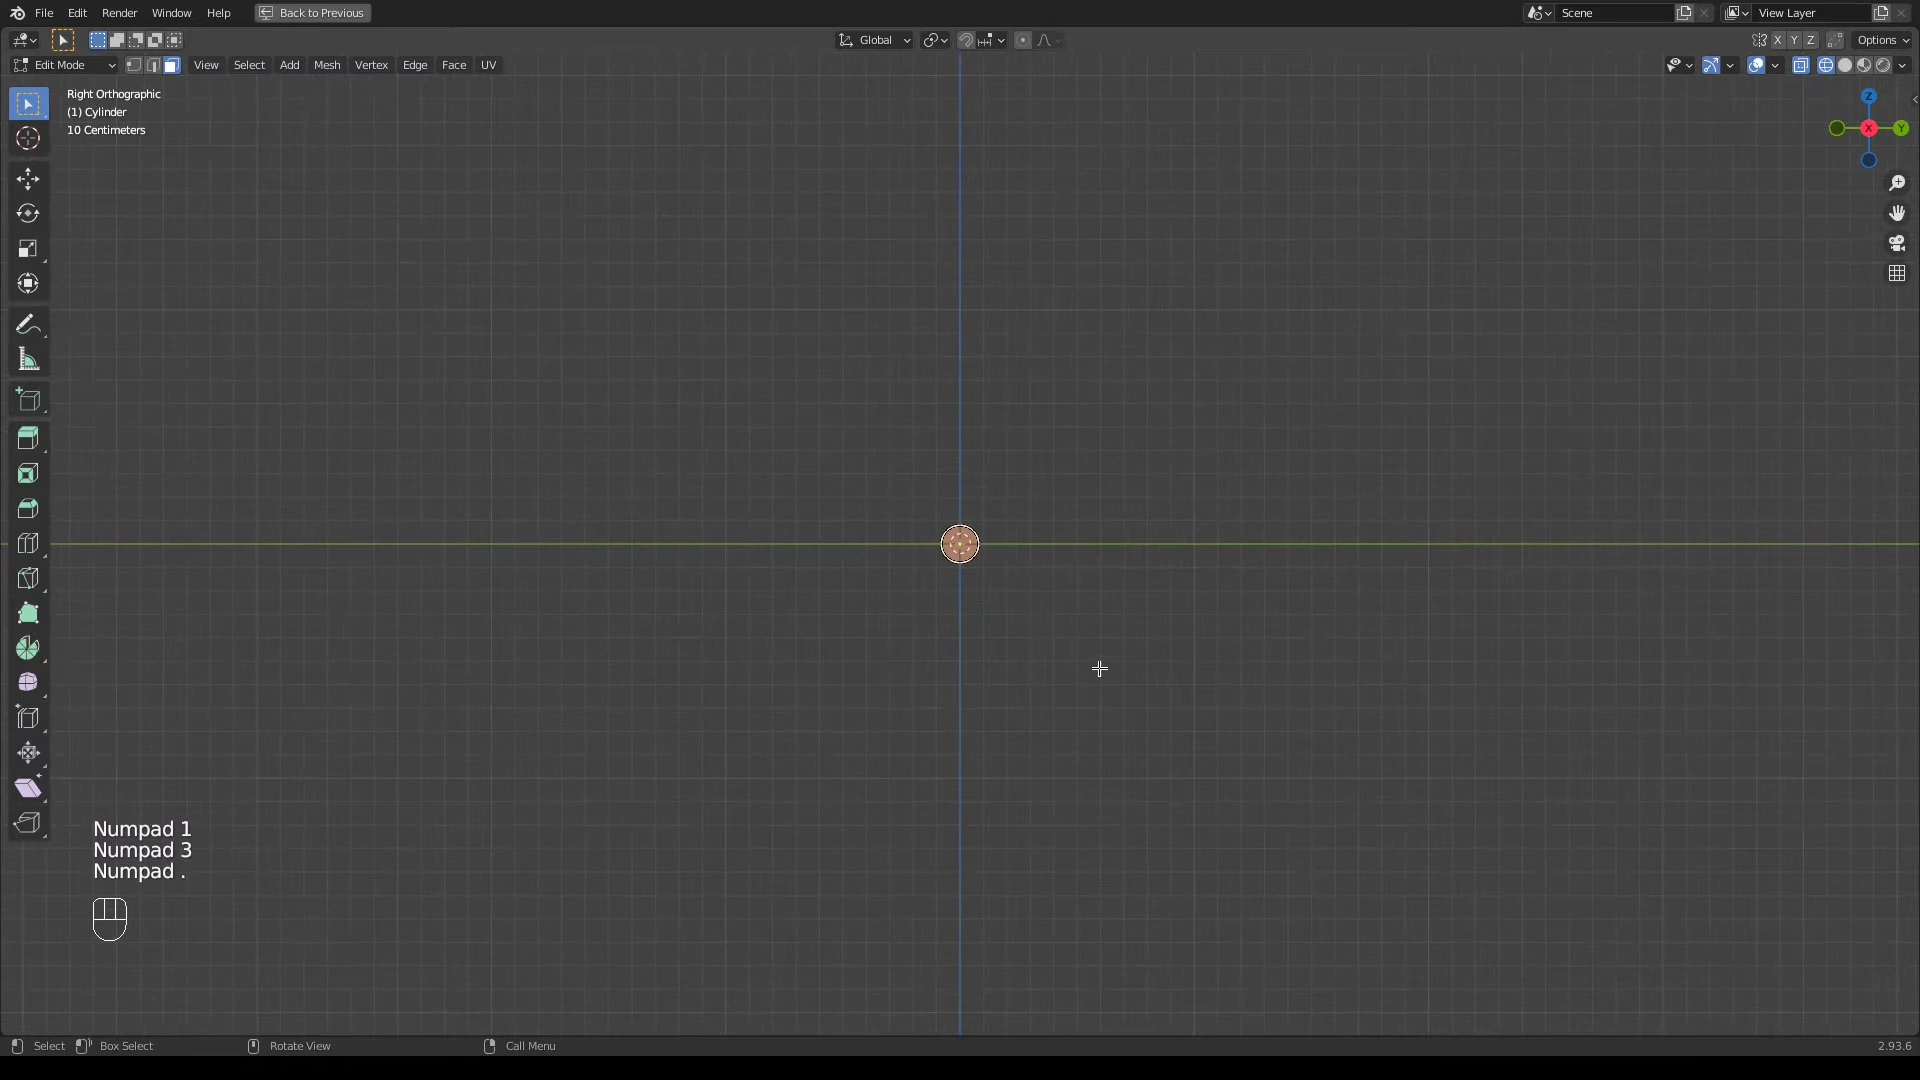 File Edit Render Window Help Back to Previous Scene View Layer
Global X Y Z Options
Edit Mode View Select Add Mesh Vertex Edge Face UV
Right Orthographic
(1) Cylinder
10 Centimeters
Z
X Y
Numpad 1
Numpad 3
Numpad .
Select Box Select Rotate View Call Menu 2.93.6